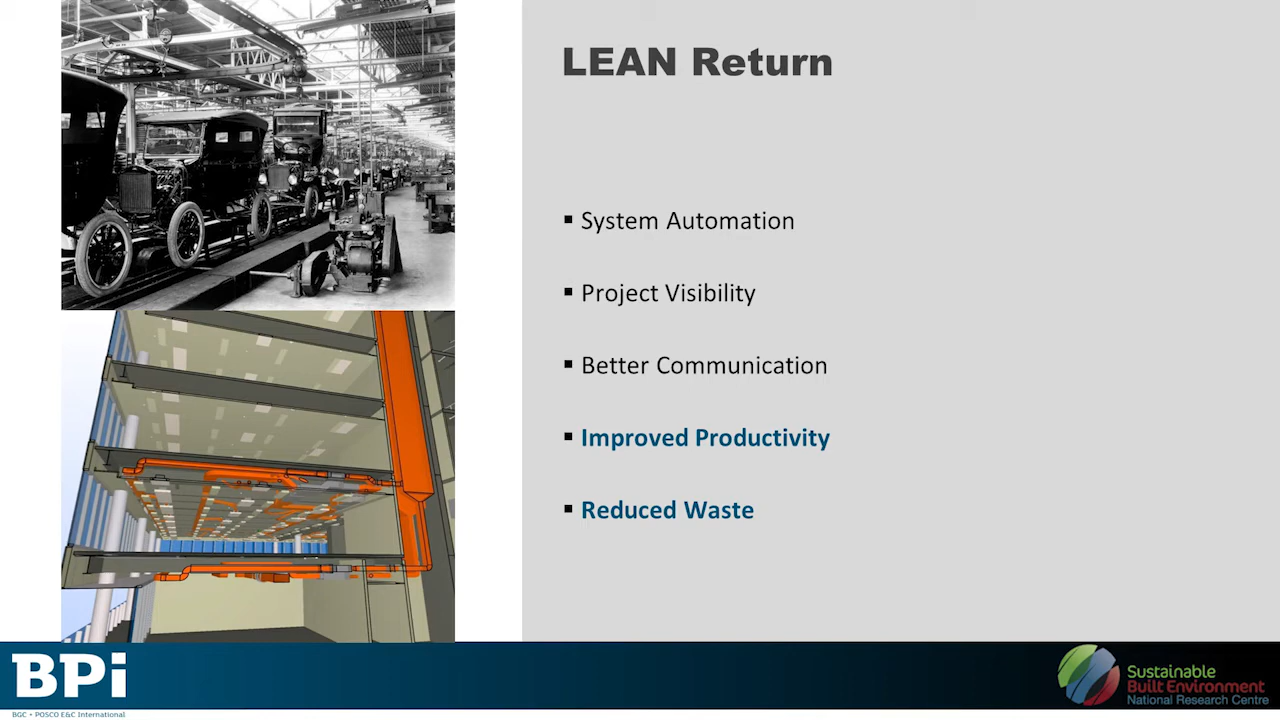 LEAN Return
▪ System Automation
▪ Project Visibility
▪ Better Communication
▪ Improved Productivity
▪ Reduced Waste
BPi
BGC • POSCO E&C International
Sustainable
Built Environment
National Research Centre